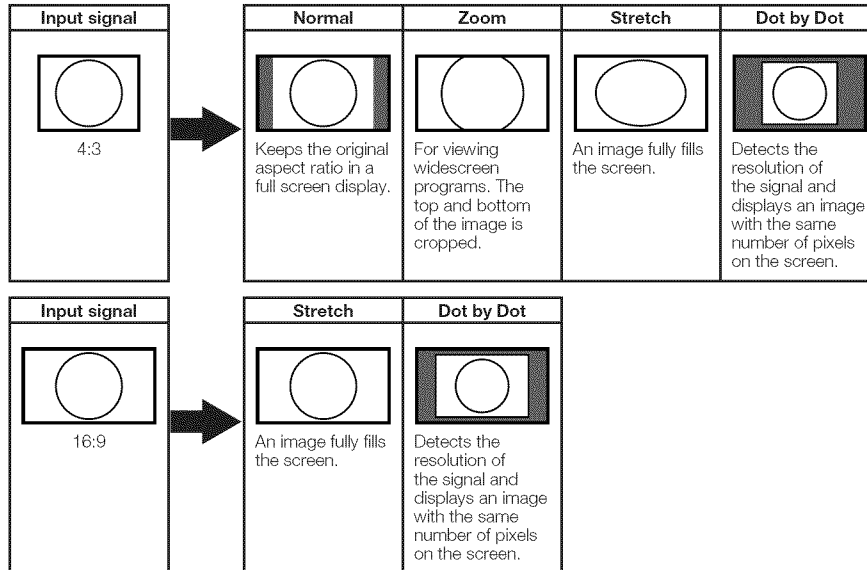 Input signal
Normal
Zoom
Stretch
Dot by Dot
4:3
Keeps the original
aspect ratio in a
full screen display.
For viewing
widescreen
programs. The
top and bottom
of the image is
cropped.
An image fully fills
the screen.
Detects the
resolution of
the signal and
displays an image
with the same
number of pixels
on the screen.
Input signal
Stretch
Dot by Dot
16:9
An image fully fills
the screen.
Detects the
resolution of
the signal and
displays an image
with the same
number of pixels
on the screen.